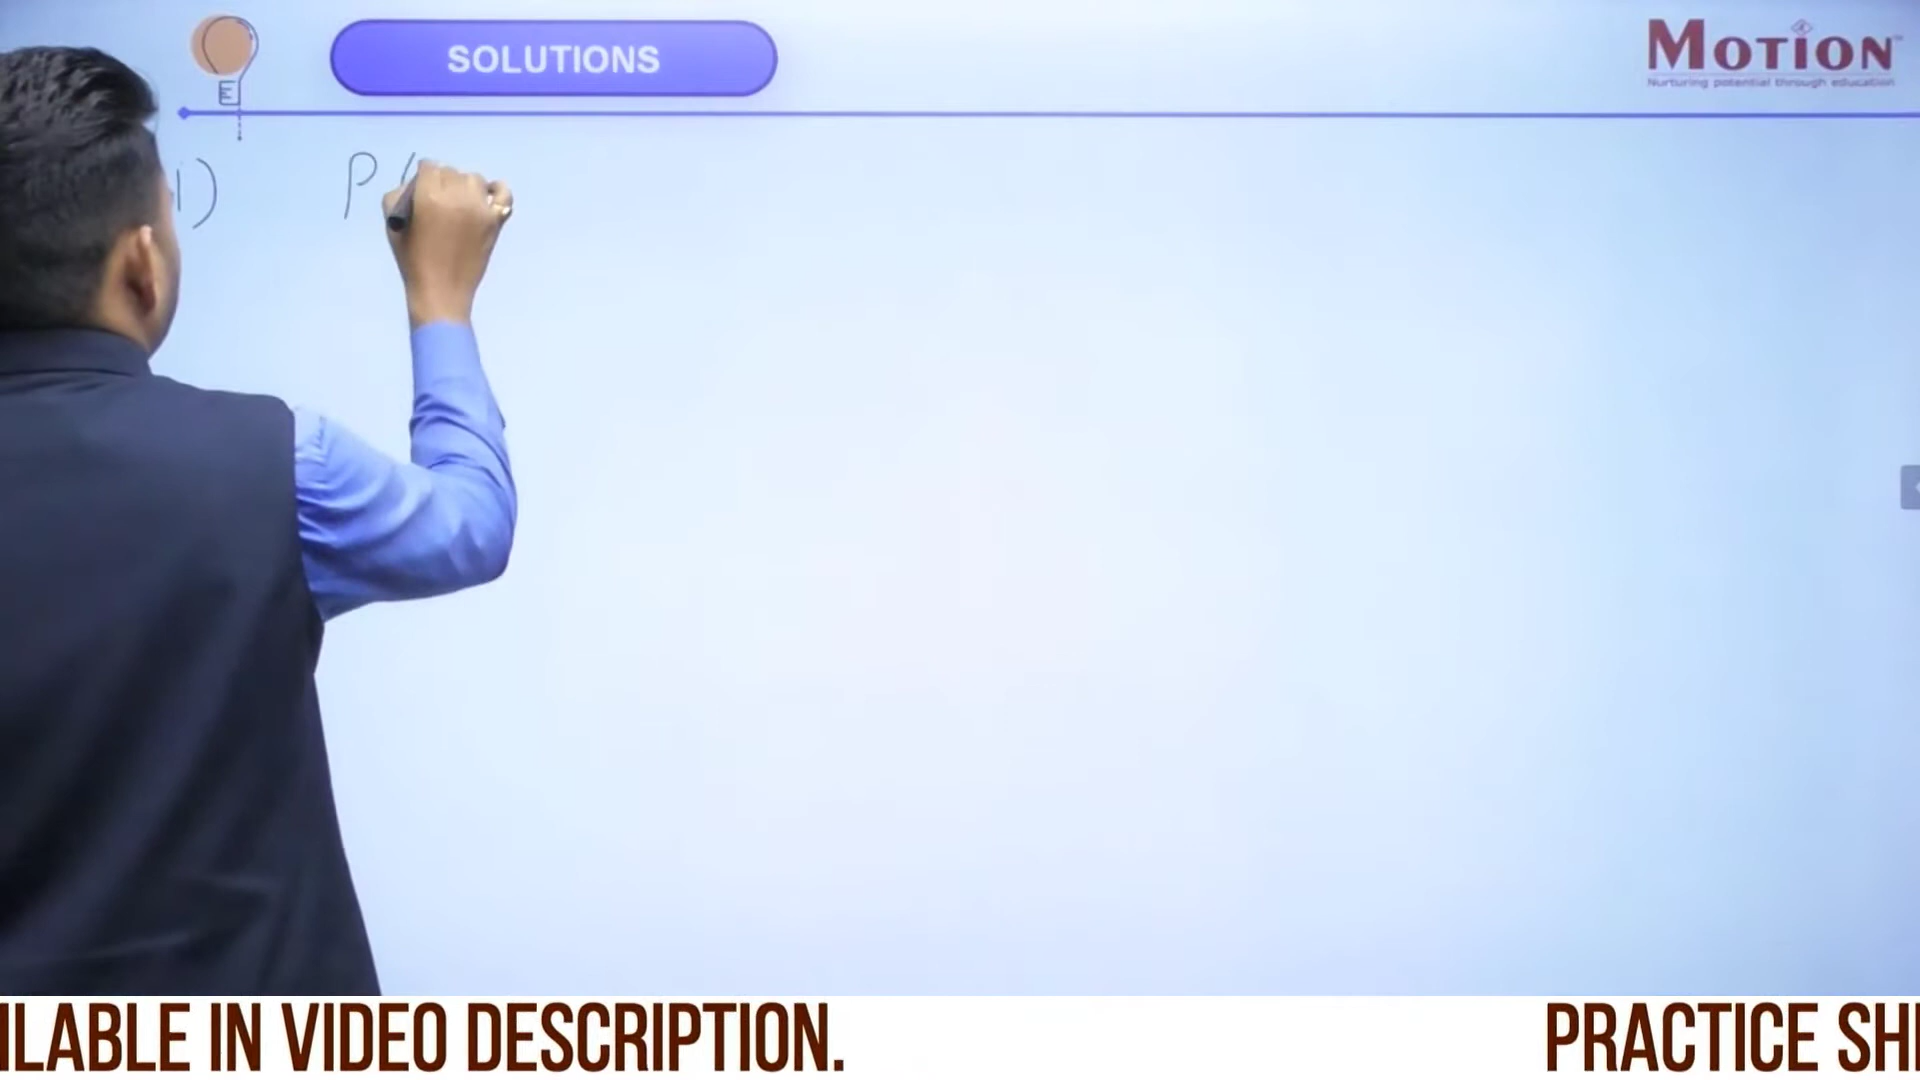 SOLUTIONS
MOTION
Nurturing potential through education
i) P (
ILABLE IN VIDEO DESCRIPTION.
PRACTICE SH